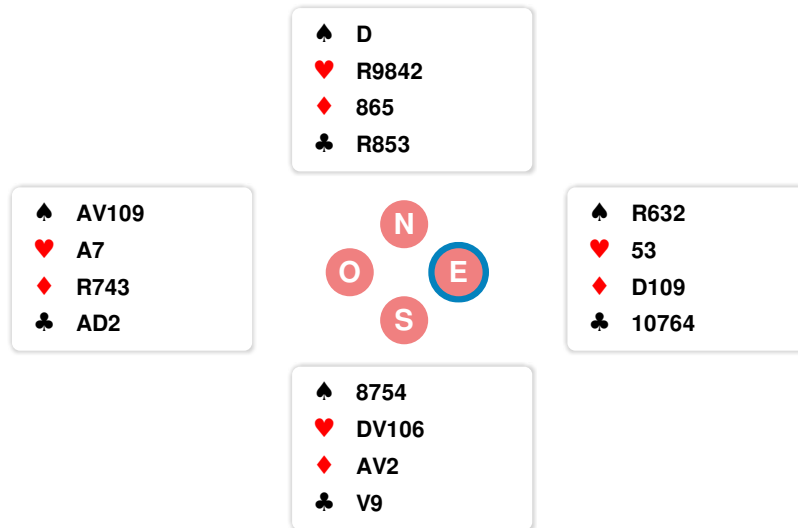 ♠ D
♥ R9842
♦ 865
♣ R853
♠ AV109
♥ A7
♦ R743
♣ AD2
N
O
E
S
♠ R632
♥ 53
♦ D109
♣ 10764
♠ 8754
♥ DV106
♦ AV2
♣ V9